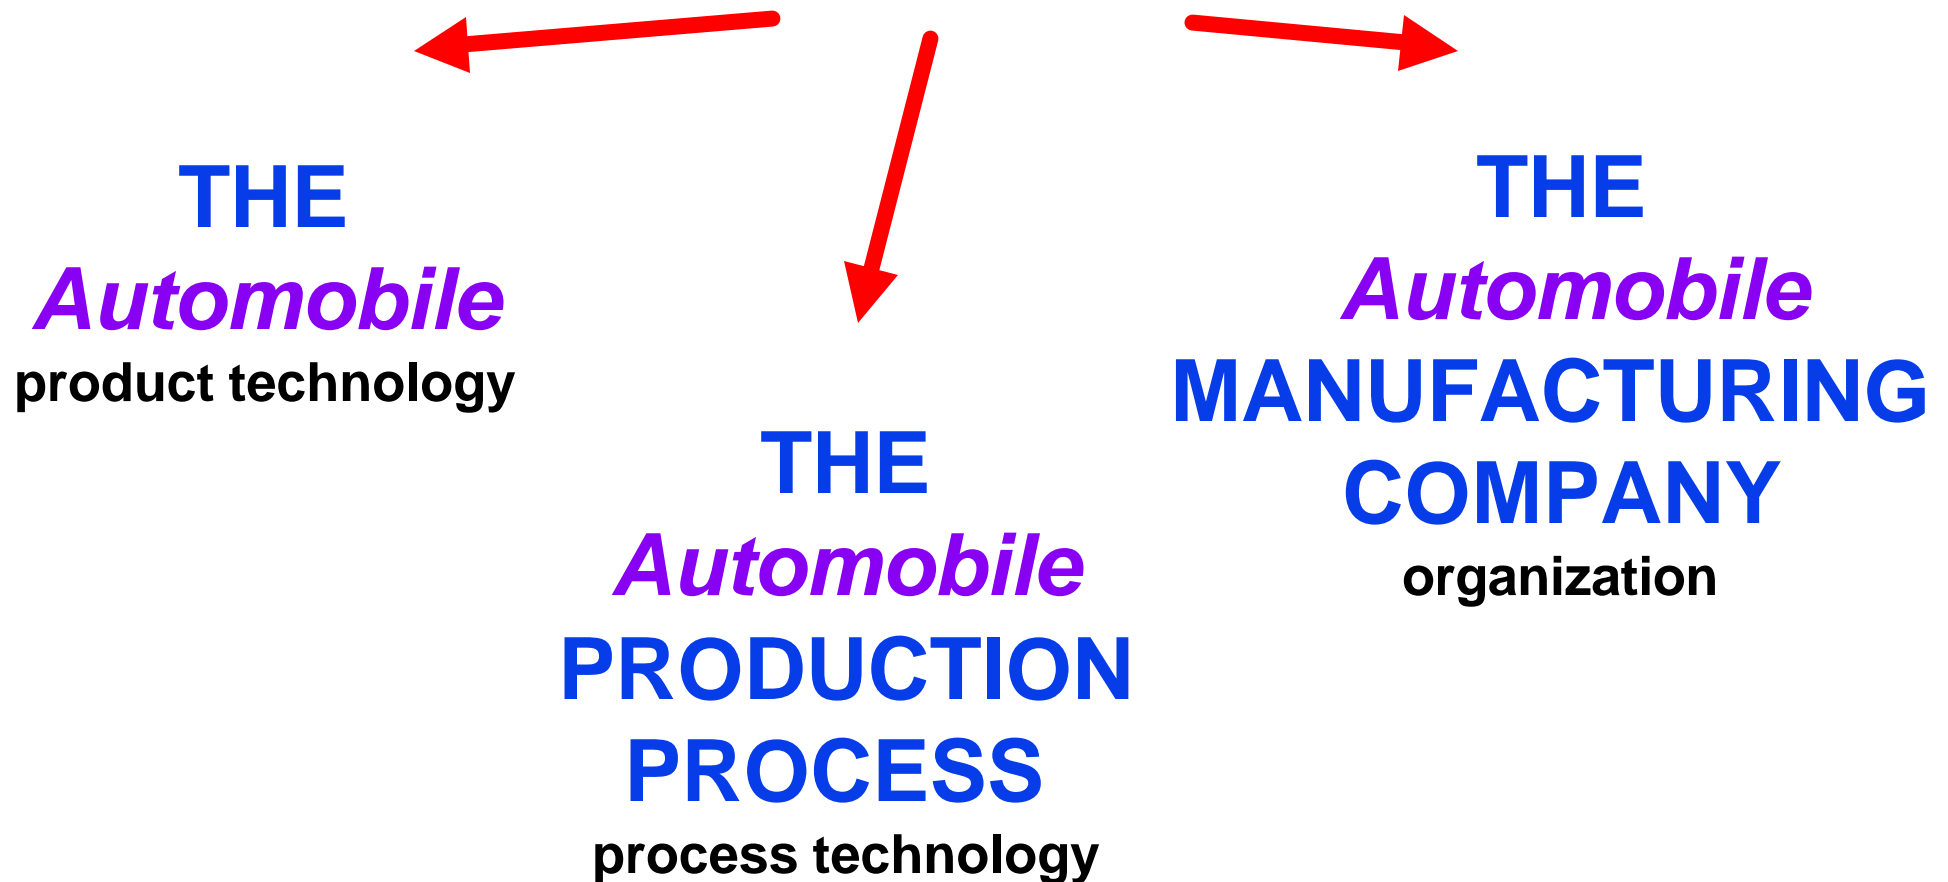 THE
Automobile
product technology
THE
Automobile
PRODUCTION
PROCESS
process technology
THE
Automobile
MANUFACTURING
COMPANY
organization